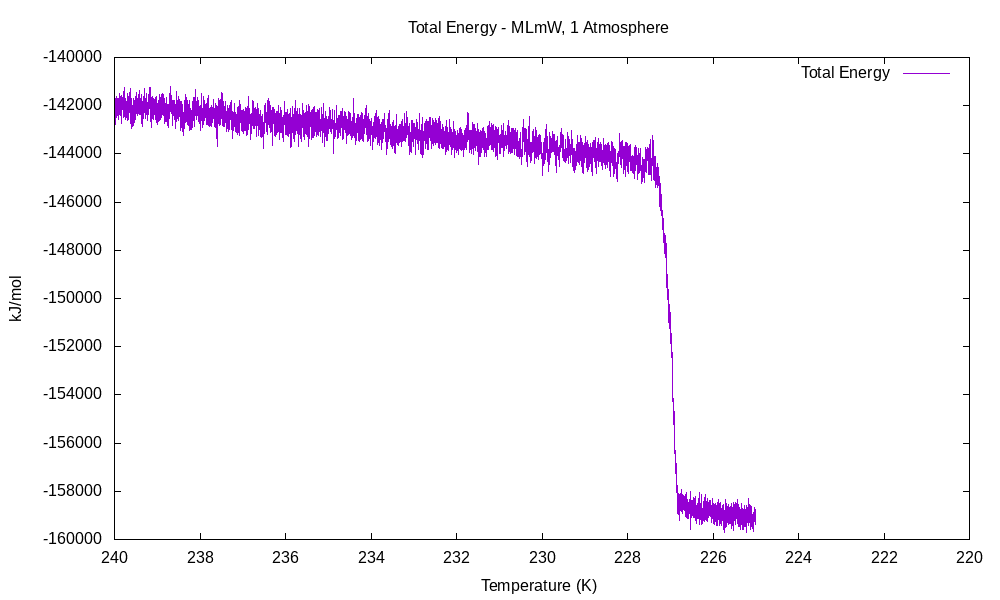 Total Energy - MLmW, 1 Atmosphere
Total Energy
-140000
-142000
-144000
-146000
-148000
-150000
-152000
-154000
-156000
-158000
-160000
kJ/mol
240 238 236 234 232 230 228 226 224 222 220
Temperature (K)